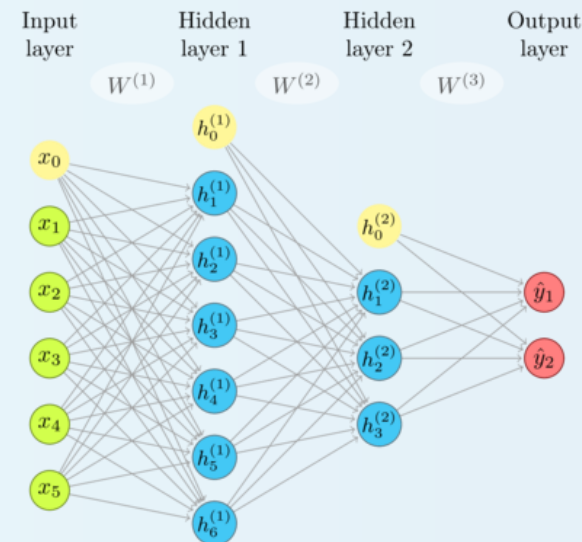 Input layer
Hidden layer 1
Hidden layer 2
Output layer
W^{(1)}
W^{(2)}
W^{(3)}
x_0
x_1
x_2
x_3
x_4
x_5
h_0^{(1)}
h_1^{(1)}
h_2^{(1)}
h_3^{(1)}
h_4^{(1)}
h_5^{(1)}
h_6^{(1)}
h_0^{(2)}
h_1^{(2)}
h_2^{(2)}
h_3^{(2)}
ŷ_1
ŷ_2